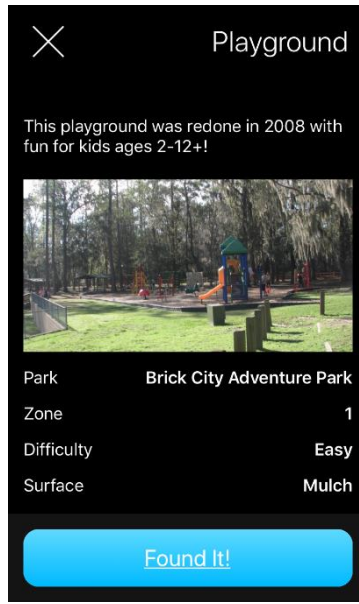 Playground
This playground was redone in 2008 with
fun for kids ages 2-12+!
Park Brick City Adventure Park
Zone 1
Difficulty Easy
Surface Mulch
Found It!